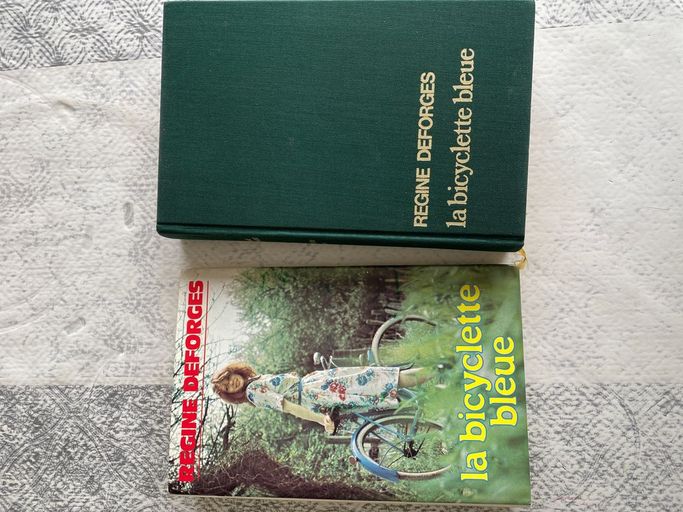 REGINE DEFORGES
la bicyclette bleue
REGINE DEFORGES
la bicyclette
bleue